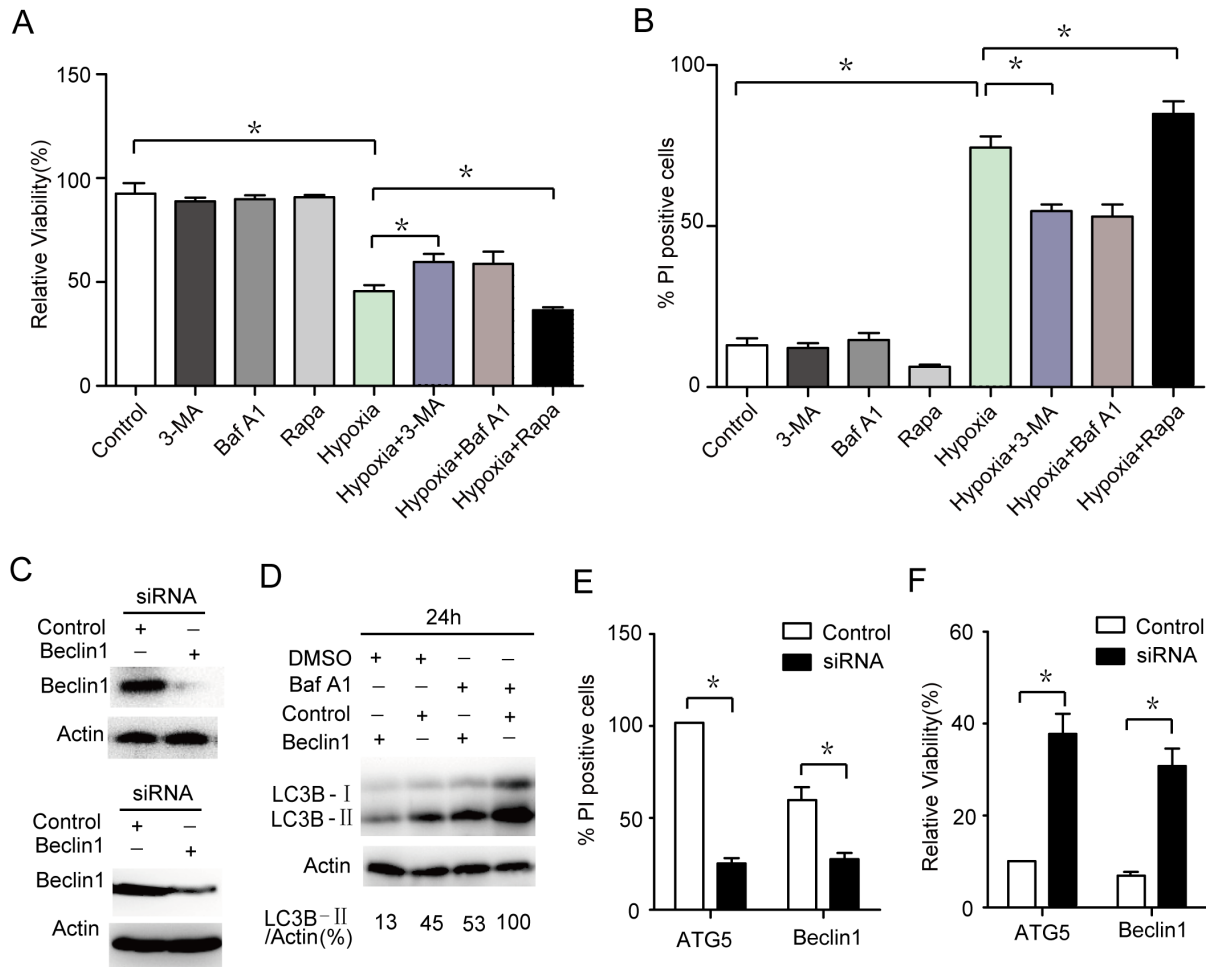 A
Relative Viability(%)
150
100
50
0
*
*
*
Control
3-MA
Baf A1
Rapa
Hypoxia
Hypoxia+3-MA
Hypoxia+Baf A1
Hypoxia+Rapa
B
% PI positive cells
100
50
0
*
*
*
Control
3-MA
Baf A1
Rapa
Hypoxia
Hypoxia+3-MA
Hypoxia+Baf A1
Hypoxia+Rapa
C
siRNA
Control + −
Beclin1 − +
Beclin1
Actin
siRNA
Control + −
Beclin1 − +
Beclin1
Actin
D
24h
DMSO + + − −
Baf A1 − − + +
Control − + − +
Beclin1 + − + −
LC3B-Ⅰ
LC3B-Ⅱ
Actin
LC3B-Ⅱ 13 45 53 100
/Actin(%)
E
Control
siRNA
% PI positive cells
150
100
50
0
*
*
ATG5 Beclin1
F
Control
siRNA
Relative Viability(%)
60
40
20
0
*
*
ATG5 Beclin1